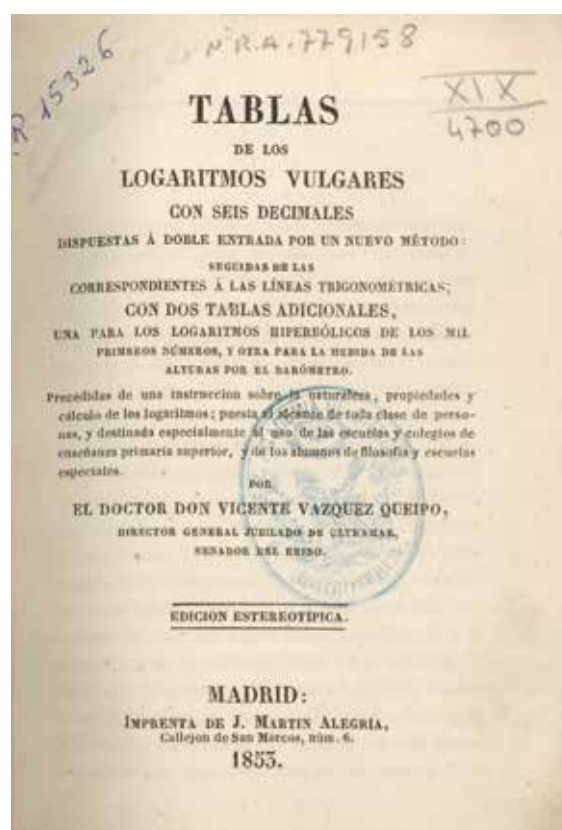 R 15326
NºR.A.779158
XIX
4700
TABLAS
DE LOS
LOGARITMOS VULGARES
CON SEIS DECIMALES
DISPUESTAS Á DOBLE ENTRADA POR UN NUEVO MÉTODO:
SEGUIDAS DE LAS
CORRESPONDIENTES Á LAS LÍNEAS TRIGONOMÉTRICAS;
CON DOS TABLAS ADICIONALES,
UNA PARA LOS LOGARITMOS HIPERBÓLICOS DE LOS MIL
PRIMEROS NÚMEROS, Y OTRA PARA LA MEDIDA DE LAS
ALTURAS POR EL BARÓMETRO.
Precedidas de una instruccion sobre la naturaleza, propiedades y
cálculo de los logaritmos; puesta al alcance de toda clase de perso-
nas, y destinada especialmente al uso de las escuelas y colegios de
enseñanza primaria superior, y de los alumnos de filosofía y escuelas
especiales.
POR
EL DOCTOR DON VICENTE VAZQUEZ QUEIPO,
DIRECTOR GENERAL JUBILADO DE ULTRAMAR,
SENADOR DEL REINO.
EDICION ESTEREOTÍPICA.
MADRID:
IMPRENTA DE J. MARTIN ALEGRÍA,
Callejon de San Marcos, núm. 6.
1853.